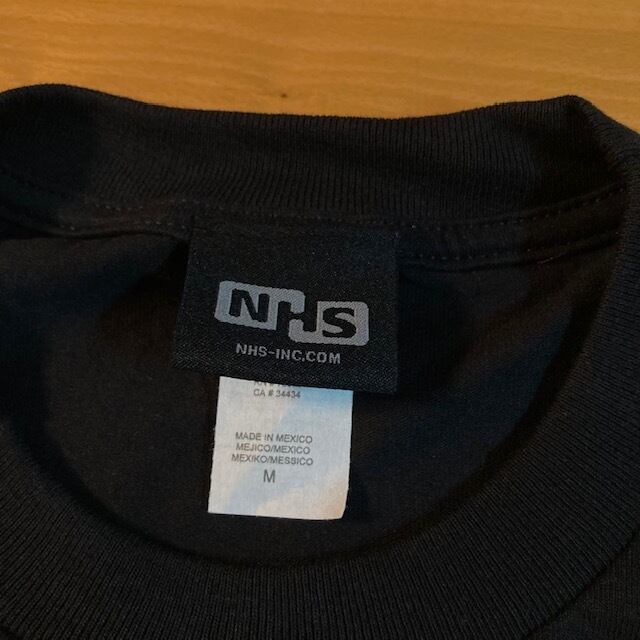 NHS
NHS-INC.COM
CA # 34434
MADE IN MEXICO
MEJICO/MEXICO
MEXIKO/MESSICO
M